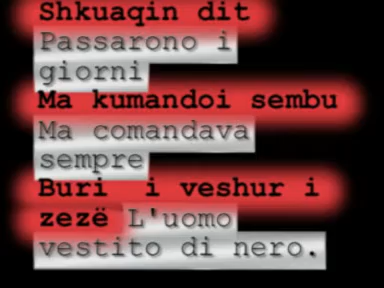 Shkuaqin dit
Passarono i
giorni
Ma kumandoi sembu
Ma comandava
sempre
Buri i veshur i
zezë L'uomo
vestito di nero.